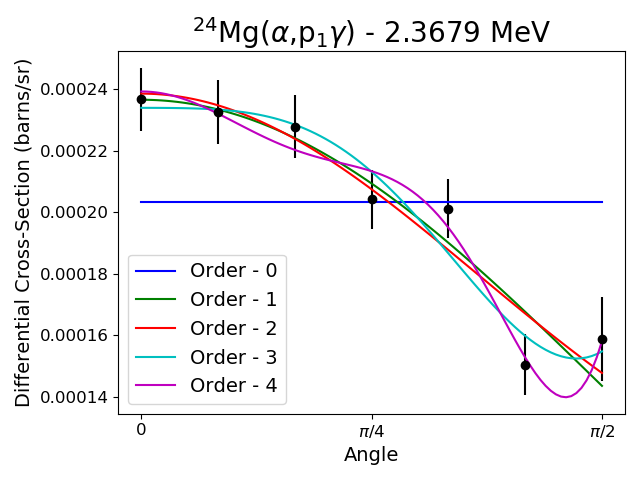 ²⁴Mg(α,p₁γ) - 2.3679 MeV
Differential Cross-Section (barns/sr)
0.00024
0.00022
0.00020
0.00018
0.00016
0.00014
Order - 0
Order - 1
Order - 2
Order - 3
Order - 4
0
π/4
π/2
Angle